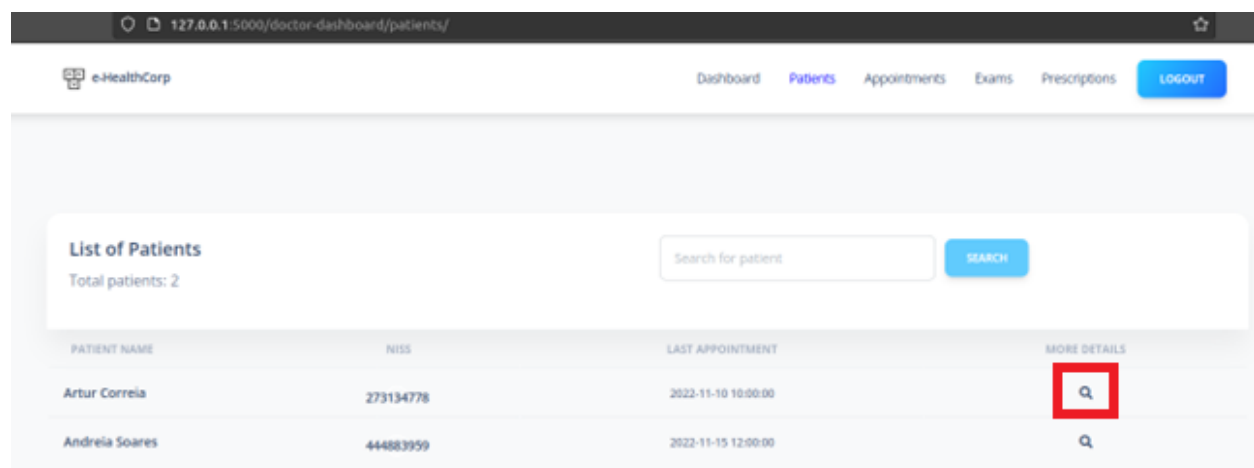 127.0.0.1:5000/doctor-dashboard/patients/
e-HealthCorp Dashboard Patients Appointments Exams Prescriptions LOGOUT
List of Patients
Search for patient SEARCH
Total patients: 2
PATIENT NAME NISS LAST APPOINTMENT MORE DETAILS
Artur Correia 273134778 2022-11-10 10:00:00
Andreia Soares 444883959 2022-11-15 12:00:00